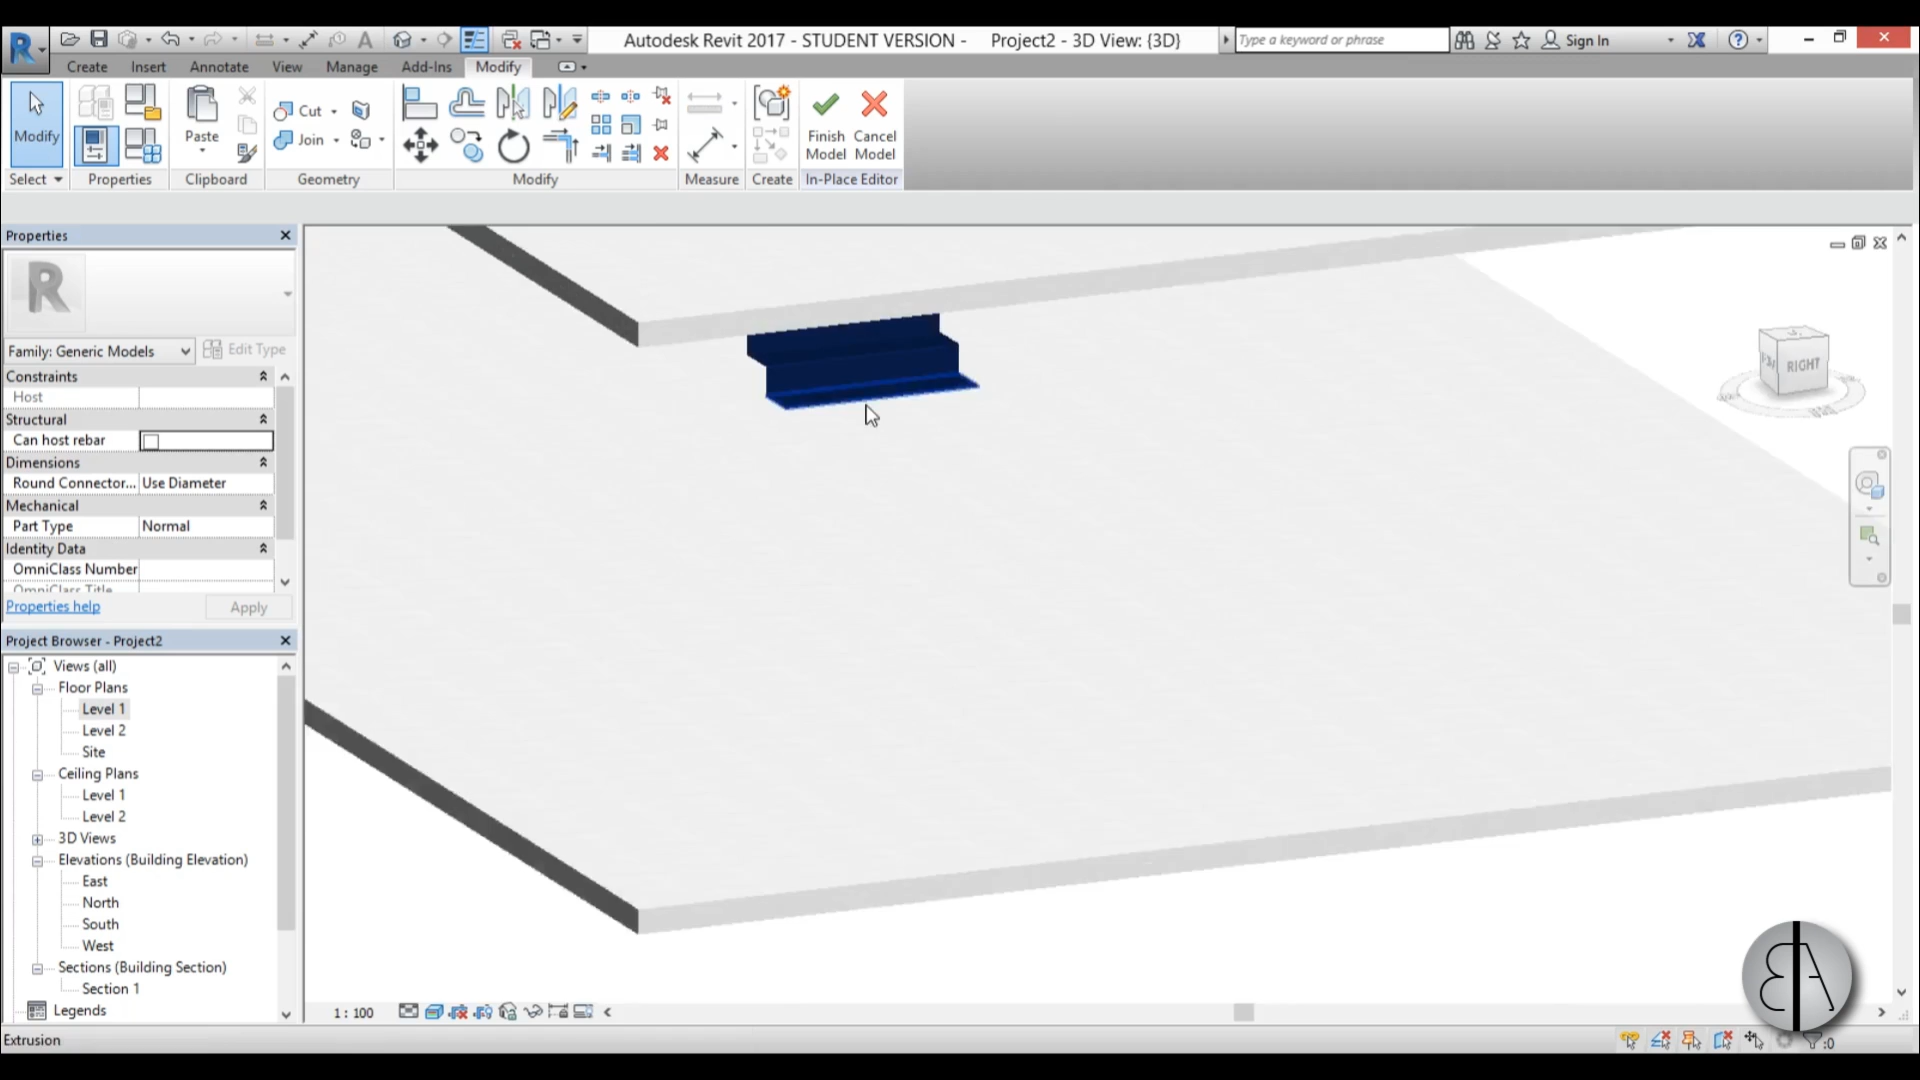 Autodesk Revit 2017 - STUDENT VERSION - Project2 - 3D View: {3D}
Type a keyword or phrase
Sign In
Create Insert Annotate View Manage Add-Ins Modify
Modify
Paste
Cut
Join
Finish Model
Cancel Model
Select Properties Clipboard Geometry Modify Measure Create In-Place Editor
Properties
R
Family: Generic Models
Edit Type
Constraints
Host
Structural
Can host rebar
Dimensions
Round Connector... Use Diameter
Mechanical
Part Type Normal
Identity Data
OmniClass Number
OmniClass Title
Properties help
Apply
RIGHT
Project Browser - Project2
Views (all)
Floor Plans
Level 1
Level 2
Site
Ceiling Plans
Level 1
Level 2
3D Views
Elevations (Building Elevation)
East
North
South
West
Sections (Building Section)
Section 1
Legends
1 : 100
Extrusion
:0